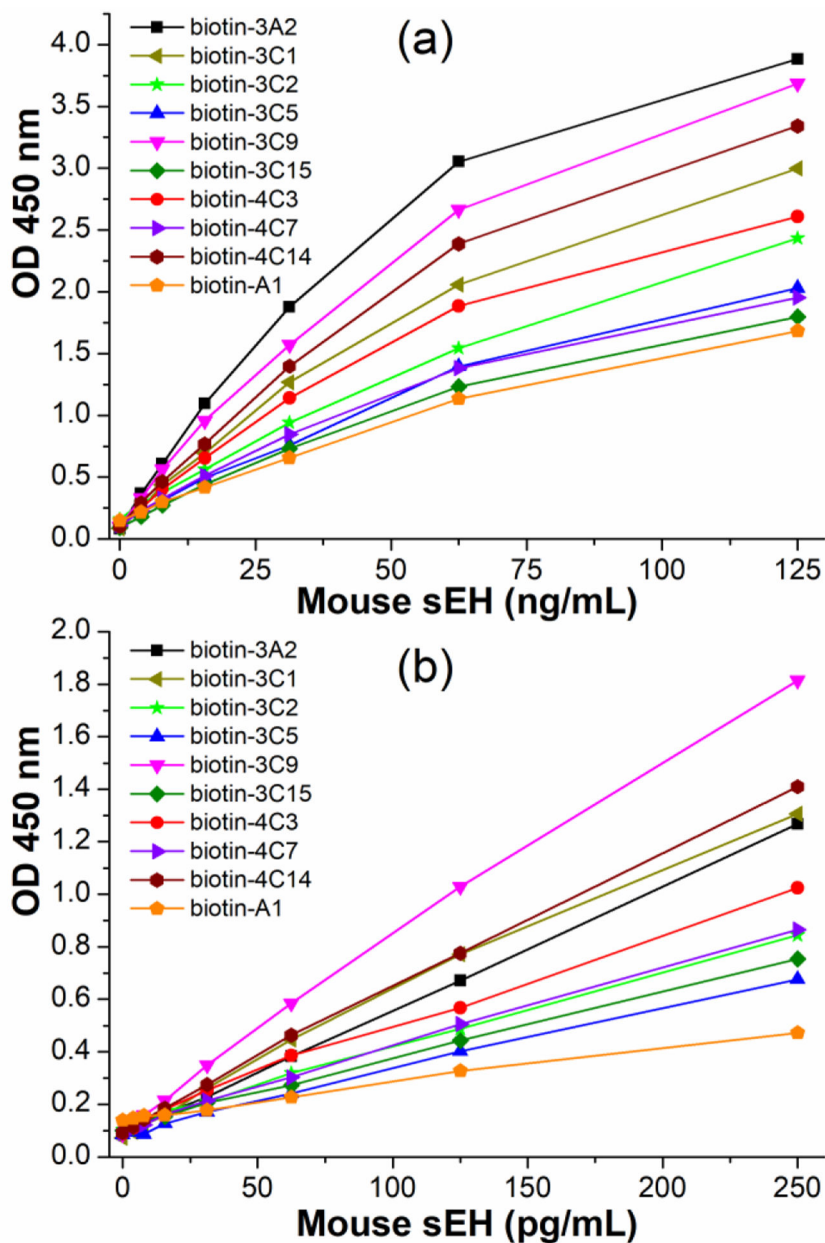 (a)
biotin-3A2
biotin-3C1
biotin-3C2
biotin-3C5
biotin-3C9
biotin-3C15
biotin-4C3
biotin-4C7
biotin-4C14
biotin-A1
OD 450 nm
4.0
3.5
3.0
2.5
2.0
1.5
1.0
0.5
0.0
0 25 50 75 100 125
Mouse sEH (ng/mL)
(b)
biotin-3A2
biotin-3C1
biotin-3C2
biotin-3C5
biotin-3C9
biotin-3C15
biotin-4C3
biotin-4C7
biotin-4C14
biotin-A1
OD 450 nm
2.0
1.8
1.6
1.4
1.2
1.0
0.8
0.6
0.4
0.2
0.0
0 50 100 150 200 250
Mouse sEH (pg/mL)